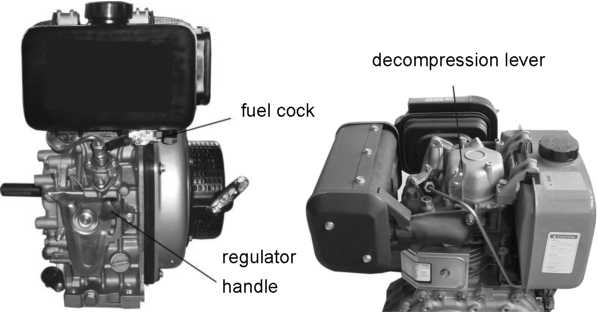 decompression lever
fuel cock
regulator
handle